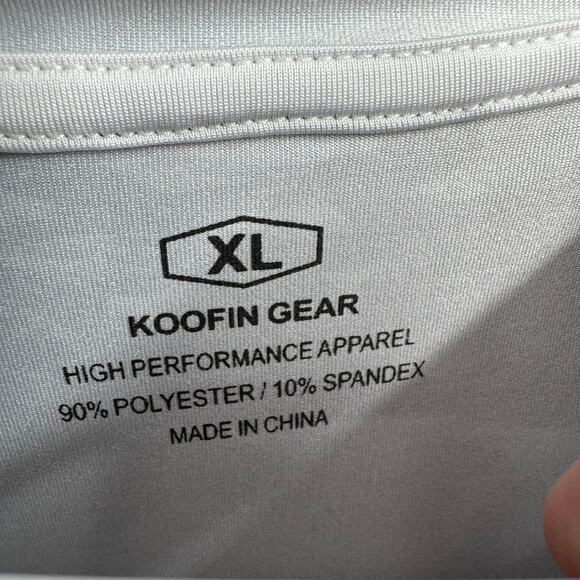 XL
KOOFIN GEAR
HIGH PERFORMANCE APPAREL
90% POLYESTER / 10% SPANDEX
MADE IN CHINA